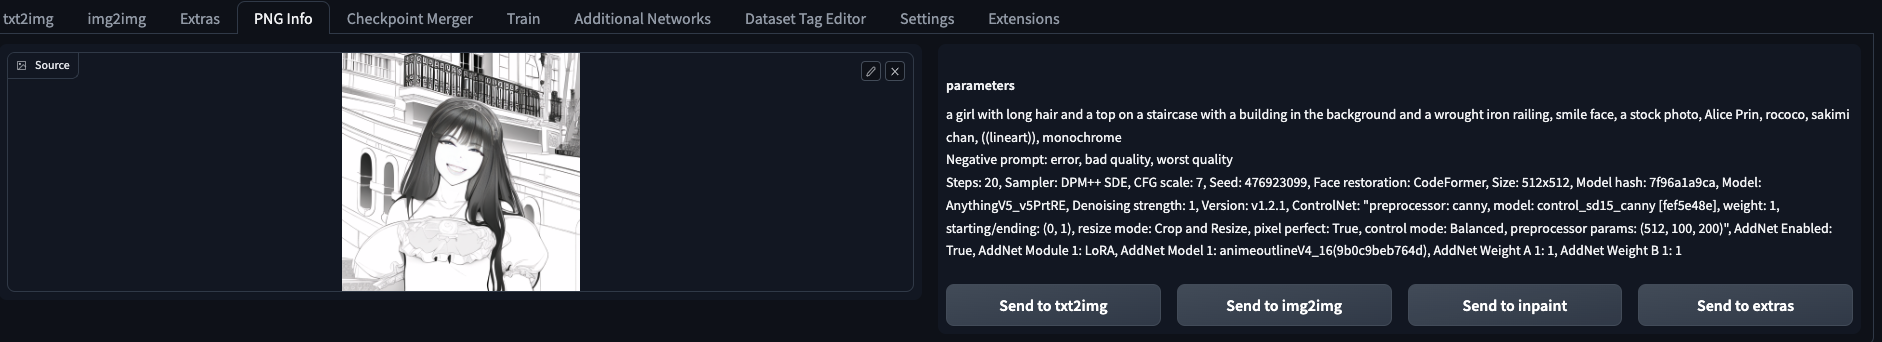 txt2img img2img Extras PNG Info Checkpoint Merger Train Additional Networks Dataset Tag Editor Settings Extensions
Source
parameters
a girl with long hair and a top on a staircase with a building in the background and a wrought iron railing, smile face, a stock photo, Alice Prin, rococo, sakimi
chan, ((lineart)), monochrome
Negative prompt: error, bad quality, worst quality
Steps: 20, Sampler: DPM++ SDE, CFG scale: 7, Seed: 476923099, Face restoration: CodeFormer, Size: 512x512, Model hash: 7f96a1a9ca, Model:
AnythingV5_v5PrtRE, Denoising strength: 1, Version: v1.2.1, ControlNet: "preprocessor: canny, model: control_sd15_canny [fef5e48e], weight: 1,
starting/ending: (0, 1), resize mode: Crop and Resize, pixel perfect: True, control mode: Balanced, preprocessor params: (512, 100, 200)", AddNet Enabled:
True, AddNet Module 1: LoRA, AddNet Model 1: animeoutlineV4_16(9b0c9beb764d), AddNet Weight A 1: 1, AddNet Weight B 1: 1
Send to txt2img Send to img2img Send to inpaint Send to extras